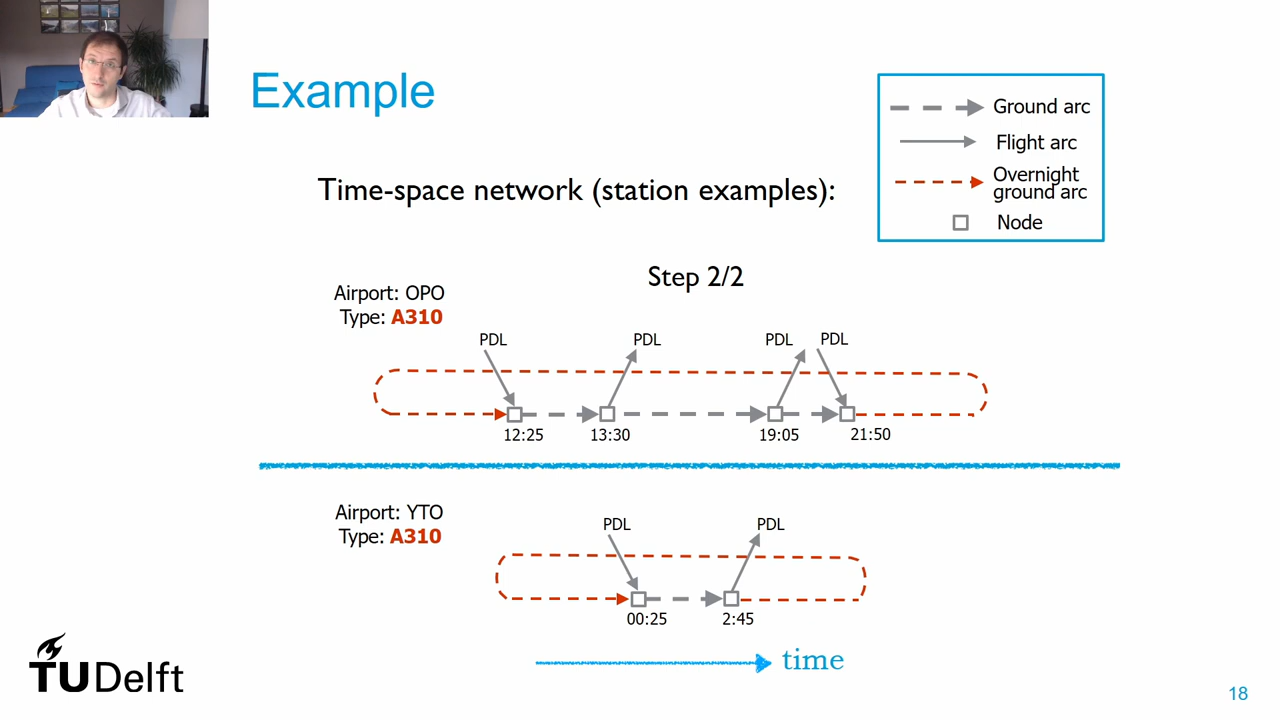 Example
Ground arc
Flight arc
Overnight
ground arc
Node
Time-space network (station examples):
Step 2/2
Airport: OPO
Type: A310
PDL PDL PDL PDL
12:25 13:30 19:05 21:50
Airport: YTO
Type: A310
PDL PDL
00:25 2:45
time
TUDelft
18